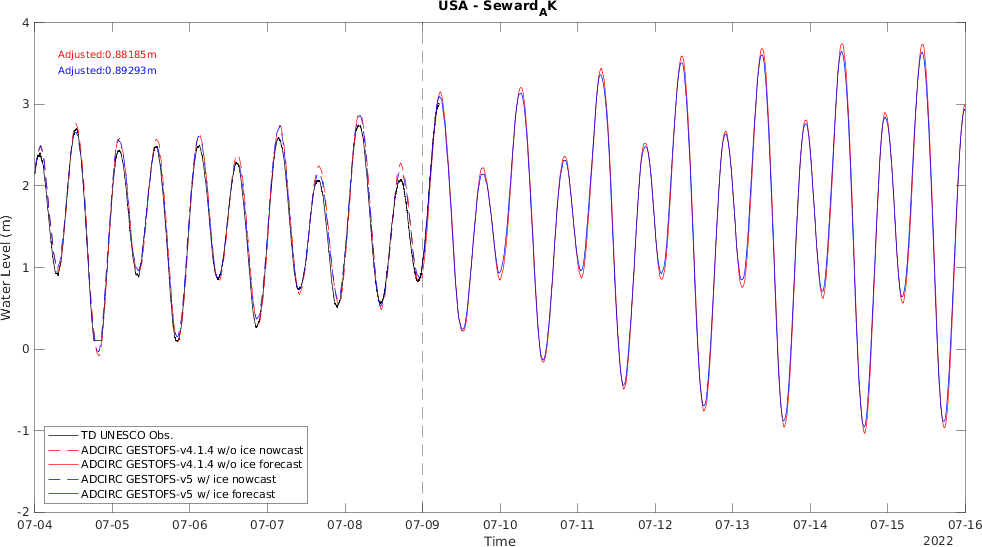 USA - Seward_AK
4
Adjusted:0.88185m
Adjusted:0.89293m
3
2
1
0
-1
-2
Water Level (m)
TD UNESCO Obs.
ADCIRC GESTOFS-v4.1.4 w/o ice nowcast
ADCIRC GESTOFS-v4.1.4 w/o ice forecast
ADCIRC GESTOFS-v5 w/ ice nowcast
ADCIRC GESTOFS-v5 w/ ice forecast
07-04 07-05 07-06 07-07 07-08 07-09 07-10 07-11 07-12 07-13 07-14 07-15 07-16
Time
2022